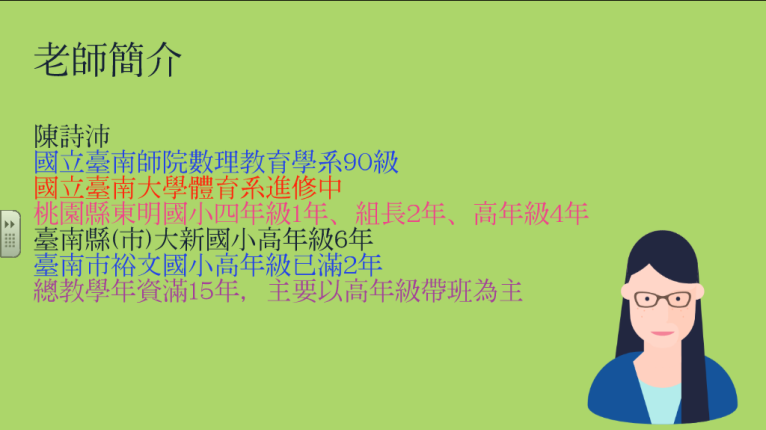 老師簡介
陳詩沛
國立臺南師院數理教育學系90級
國立臺南大學體育系進修中
桃園縣東明國小四年級1年、組長2年、高年級4年
臺南縣(市)大新國小高年級6年
臺南市裕文國小高年級已滿2年
總教學年資滿15年，主要以高年級帶班為主